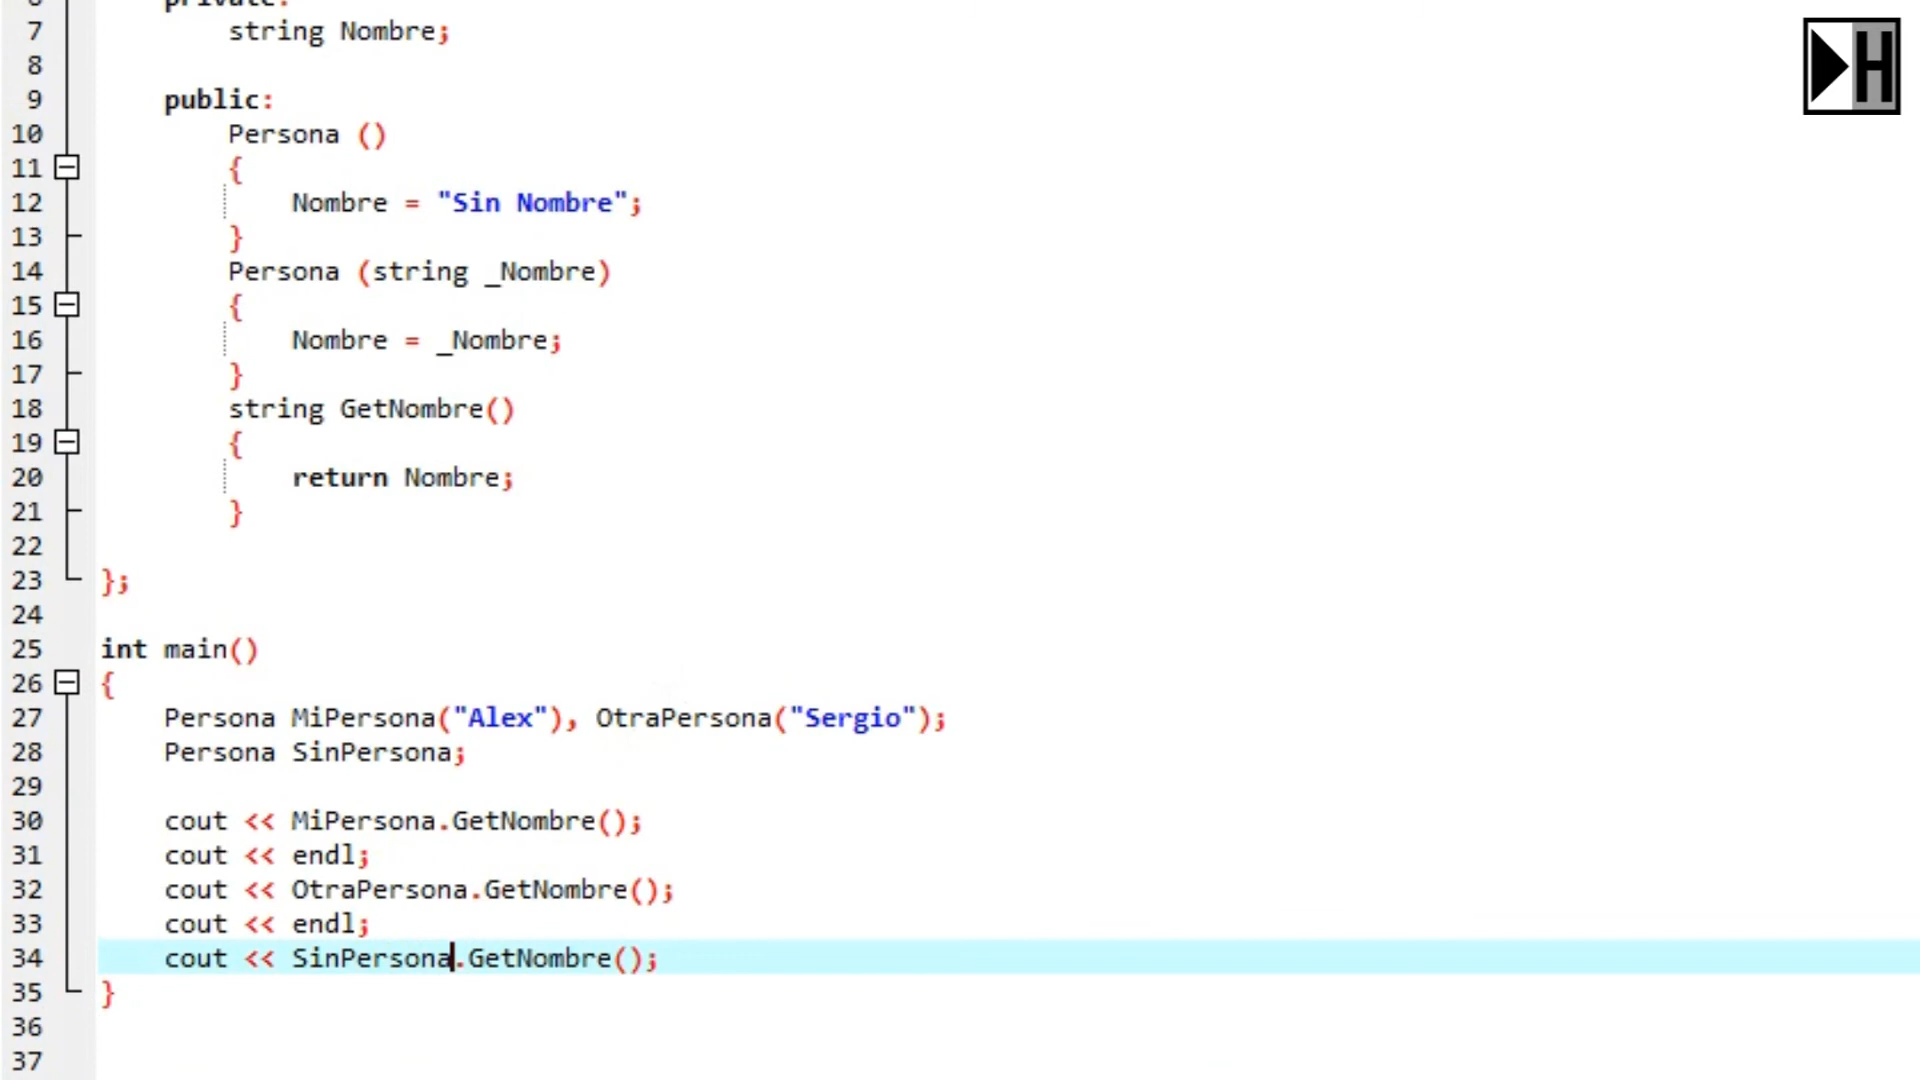 6 private:
7 string Nombre;
8
9 public:
10 Persona ()
11 {
12 Nombre = "Sin Nombre";
13 }
14 Persona (string _Nombre)
15 {
16 Nombre = _Nombre;
17 }
18 string GetNombre()
19 {
20 return Nombre;
21 }
22
23 };
24
25 int main()
26 {
27 Persona MiPersona("Alex"), OtraPersona("Sergio");
28 Persona SinPersona;
29
30 cout << MiPersona.GetNombre();
31 cout << endl;
32 cout << OtraPersona.GetNombre();
33 cout << endl;
34 cout << SinPersona.GetNombre();
35 }
36
37
H